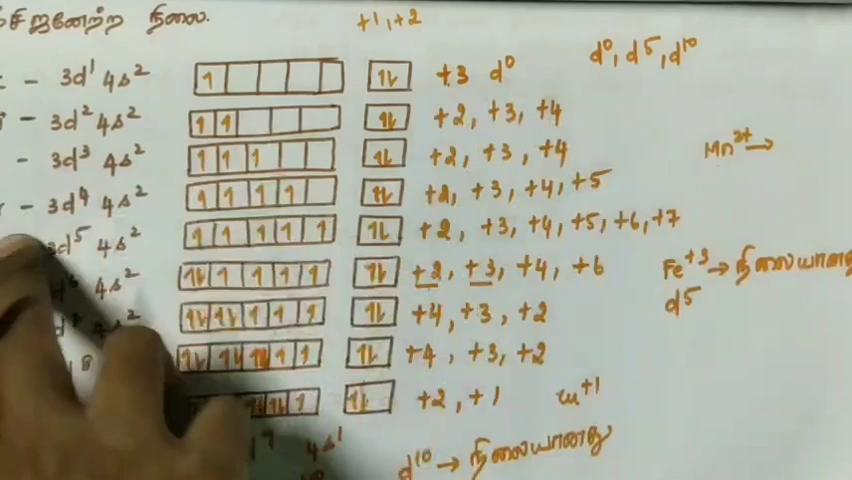 நிலை. +1, +2
- 3d¹ 4s² 1 1↓ +3 d⁰ d⁰, d⁵, d¹⁰
- 3d² 4s² 1 1 1↓ +2, +3, +4
- 3d³ 4s² 1 1 1 1↓ +2, +3, +4 Mn²⁺ →
- 3d⁴ 4s² 1 1 1 1 1↓ +2, +3, +4, +5
3d⁵ 4s² 1 1 1 1 1 1↓ +2, +3, +4, +5, +6, +7
4s² 1↓ 1 1 1 1 1↓ +2, +3, +4, +6 Fe⁺³ →
1↓ 1↓ 1 1 1 1↓ +4, +3, +2 d⁵
8 1↓ 1↓ 1 1 1↓ +4, +3, +2
1↓ 1 1↓ +2, +1 Cu⁺¹
4s¹
d¹⁰ → நிலையானது